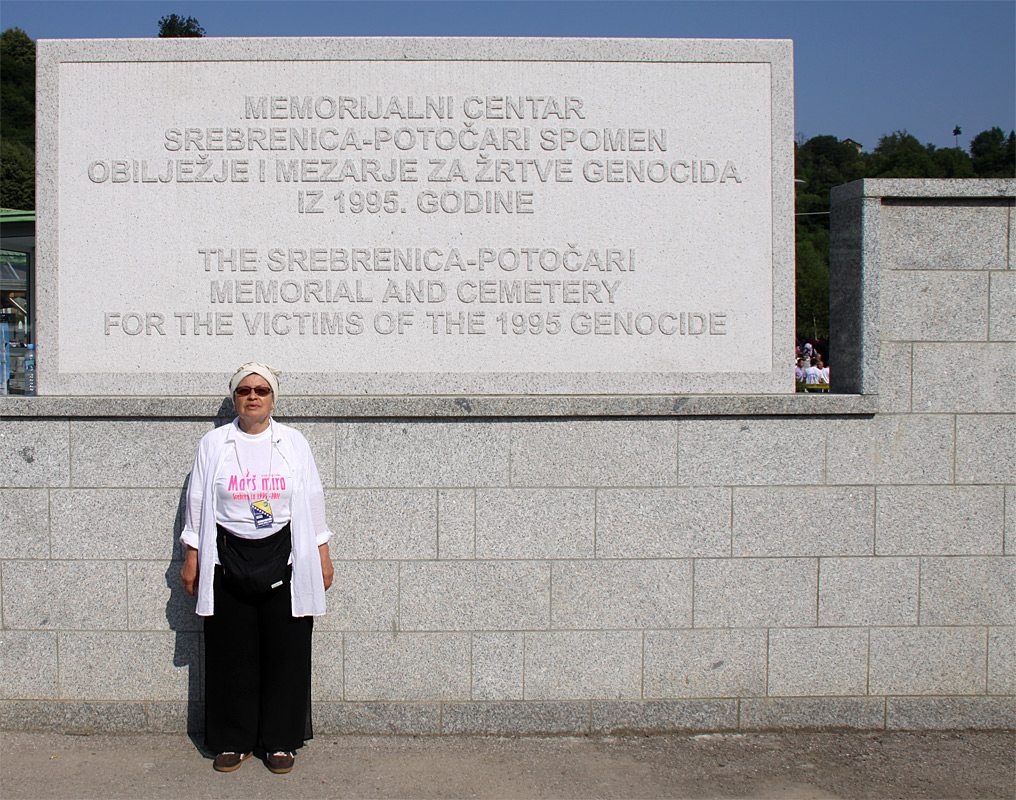 MEMORIJALNI CENTAR
SREBRENICA-POTOČARI SPOMEN
OBILJEŽJE I MEZARJE ZA ŽRTVE GENOCIDA
IZ 1995. GODINE
THE SREBRENICA-POTOČARI
MEMORIAL AND CEMETERY
FOR THE VICTIMS OF THE 1995 GENOCIDE
Marš mira